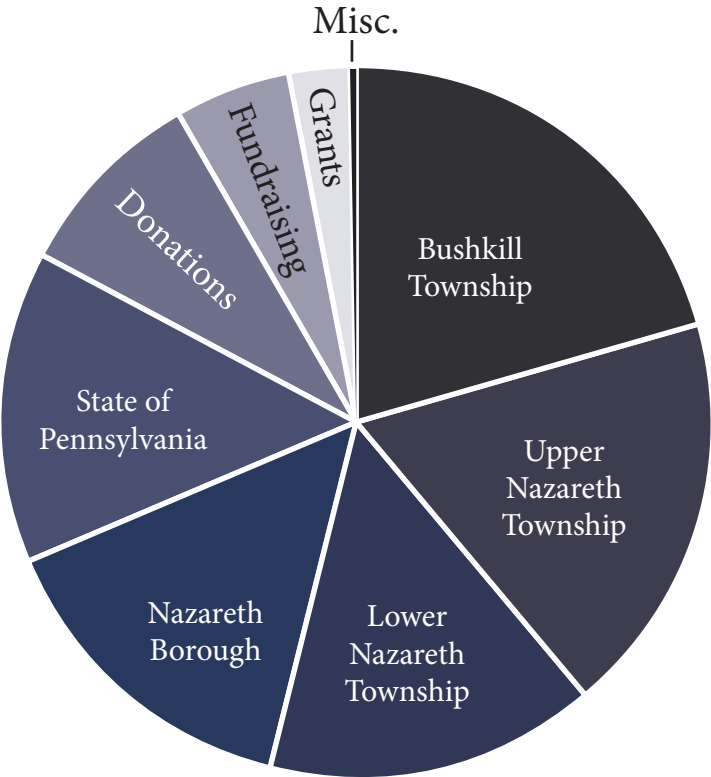 Misc.
Grants
Fundraising
Donations
Bushkill
Township
State of
Pennsylvania
Upper
Nazareth
Township
Nazareth
Borough
Lower
Nazareth
Township